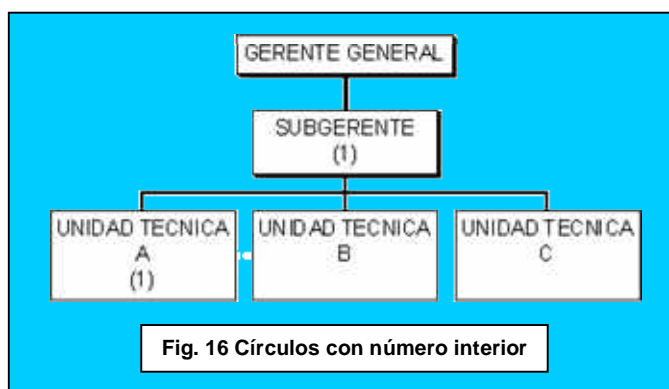 GERENTE GENERAL
SUBGERENTE
(1)
UNIDAD TECNICA
A
(1)
UNIDAD TECNICA
B
UNIDAD TECNICA
C
Fig. 16 Círculos con número interior